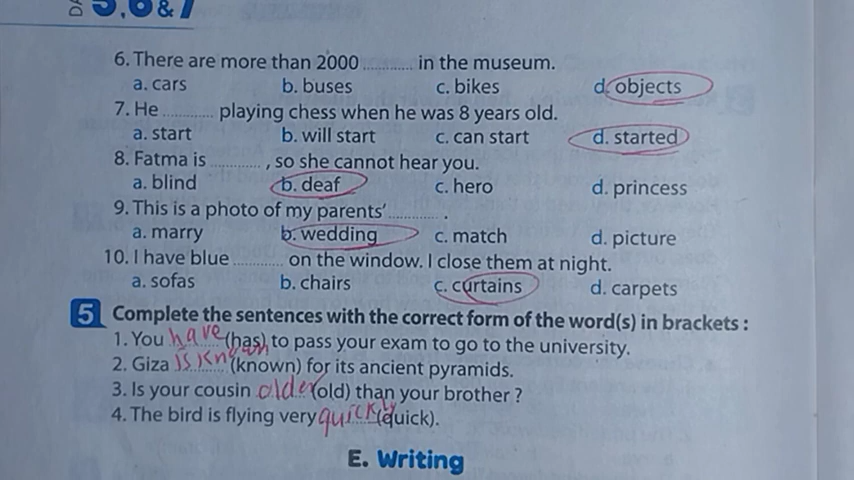 5,6&7
6. There are more than 2000 ............ in the museum.
a. cars b. buses c. bikes d. objects
7. He ............ playing chess when he was 8 years old.
a. start b. will start c. can start d. started
8. Fatma is ............ , so she cannot hear you.
a. blind b. deaf c. hero d. princess
9. This is a photo of my parents' ............ .
a. marry b. wedding c. match d. picture
10. I have blue ............ on the window. I close them at night.
a. sofas b. chairs c. curtains d. carpets
5 Complete the sentences with the correct form of the word(s) in brackets :
1. You have (has) to pass your exam to go to the university.
2. Giza is known (known) for its ancient pyramids.
3. Is your cousin older (old) than your brother ?
4. The bird is flying very quickly (quick).
E. Writing